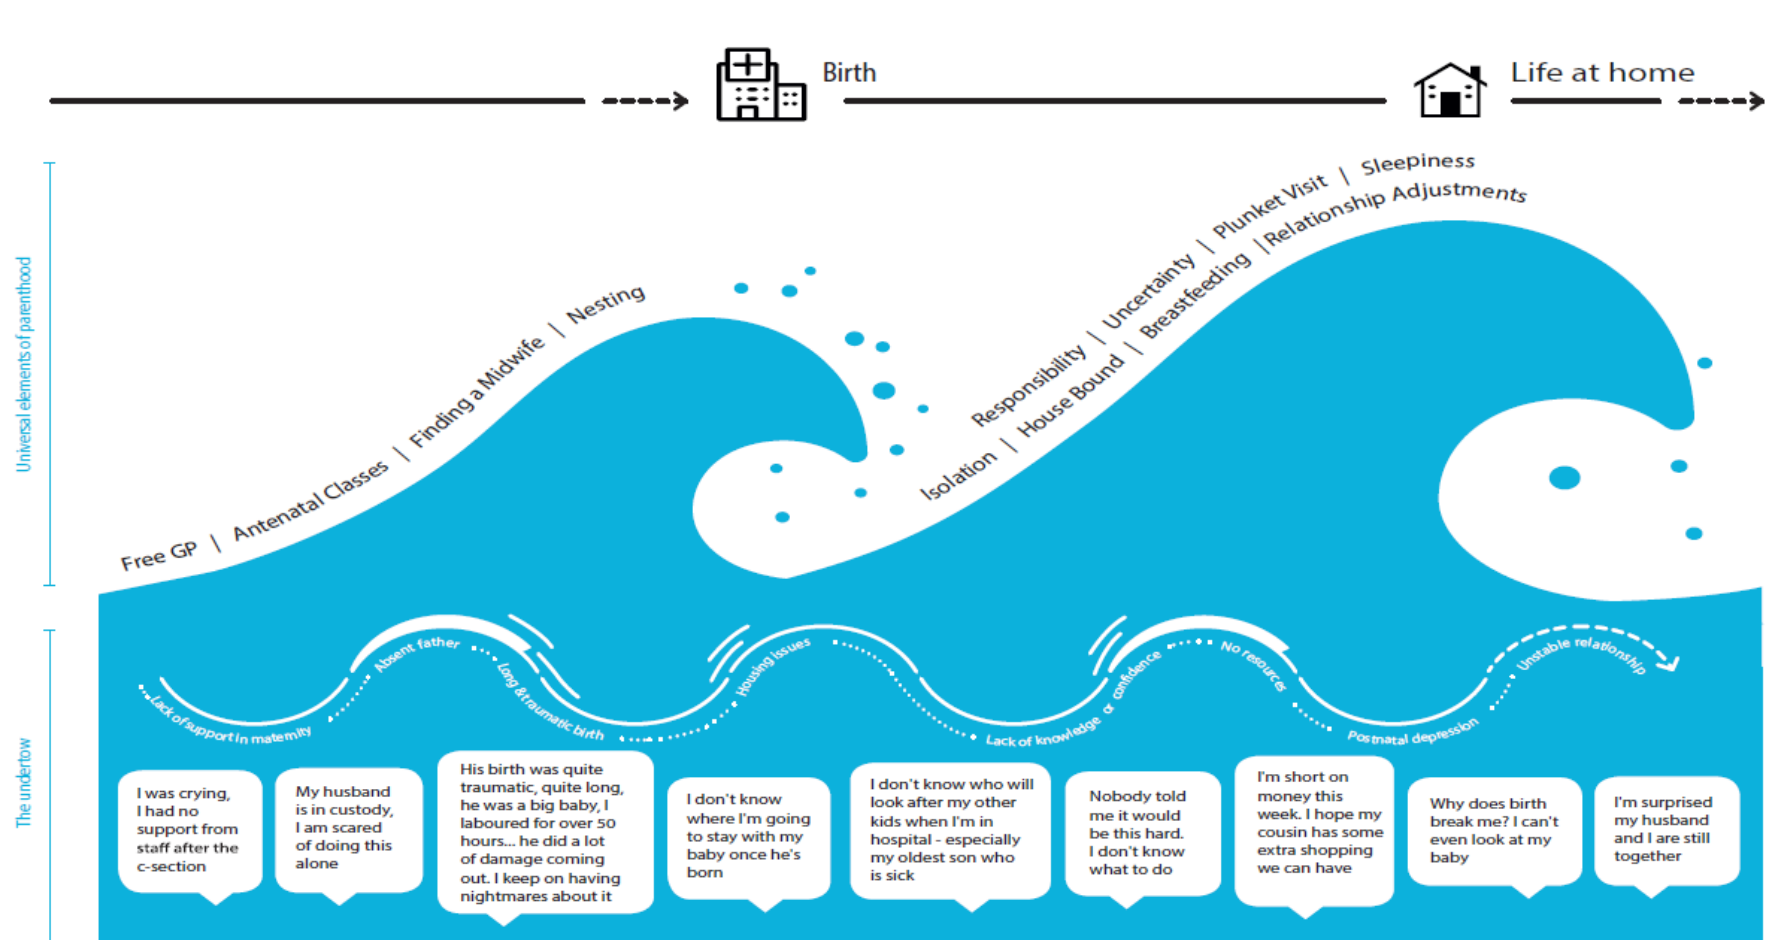 Birth
Life at home
Universal elements of parenthood
Free GP | Antenatal Classes | Finding a Midwife | Nesting
Responsibility | Uncertainty | Plunket Visit | Sleepiness
Isolation | House Bound | Breastfeeding | Relationship Adjustments
The undertow
Lack of support in maternity
Absent father
Long & traumatic birth
Housing issues
Lack of knowledge or confidence
No resources
Postnatal depression
Unstable relationship
I was crying,
I had no
support from
staff after the
c-section
My husband
is in custody,
I am scared
of doing this
alone
His birth was quite
traumatic, quite long,
he was a big baby, I
laboured for over 50
hours... he did a lot
of damage coming
out. I keep on having
nightmares about it
I don't know
where I'm going
to stay with my
baby once he's
born
I don't know who will
look after my other
kids when I'm in
hospital - especially
my oldest son who
is sick
Nobody told
me it would
be this hard.
I don't know
what to do
I'm short on
money this
week. I hope my
cousin has some
extra shopping
we can have
Why does birth
break me? I can't
even look at my
baby
I'm surprised
my husband
and I are still
together